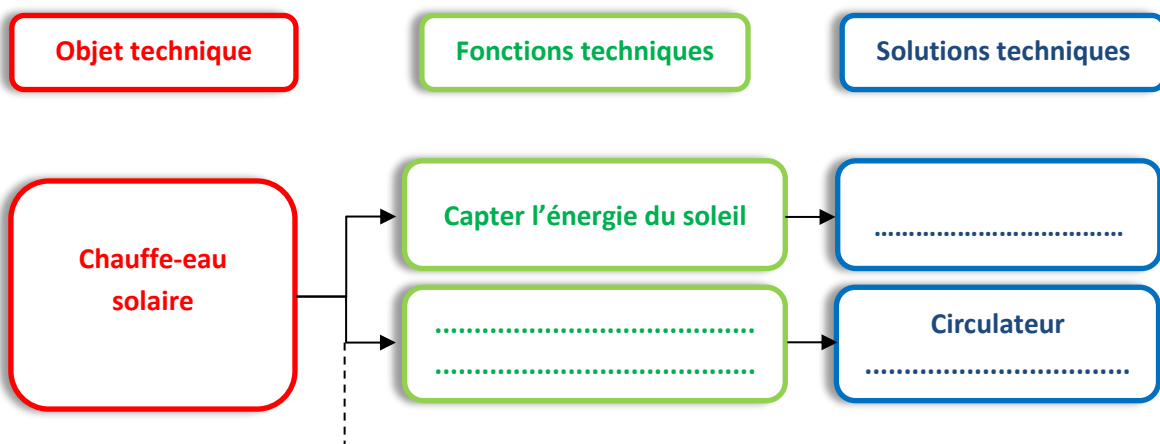 Objet technique
Fonctions techniques
Solutions techniques
Chauffe-eau
solaire
Capter l’énergie du soleil
.......................................
.........................................
.........................................
Circulateur
..................................